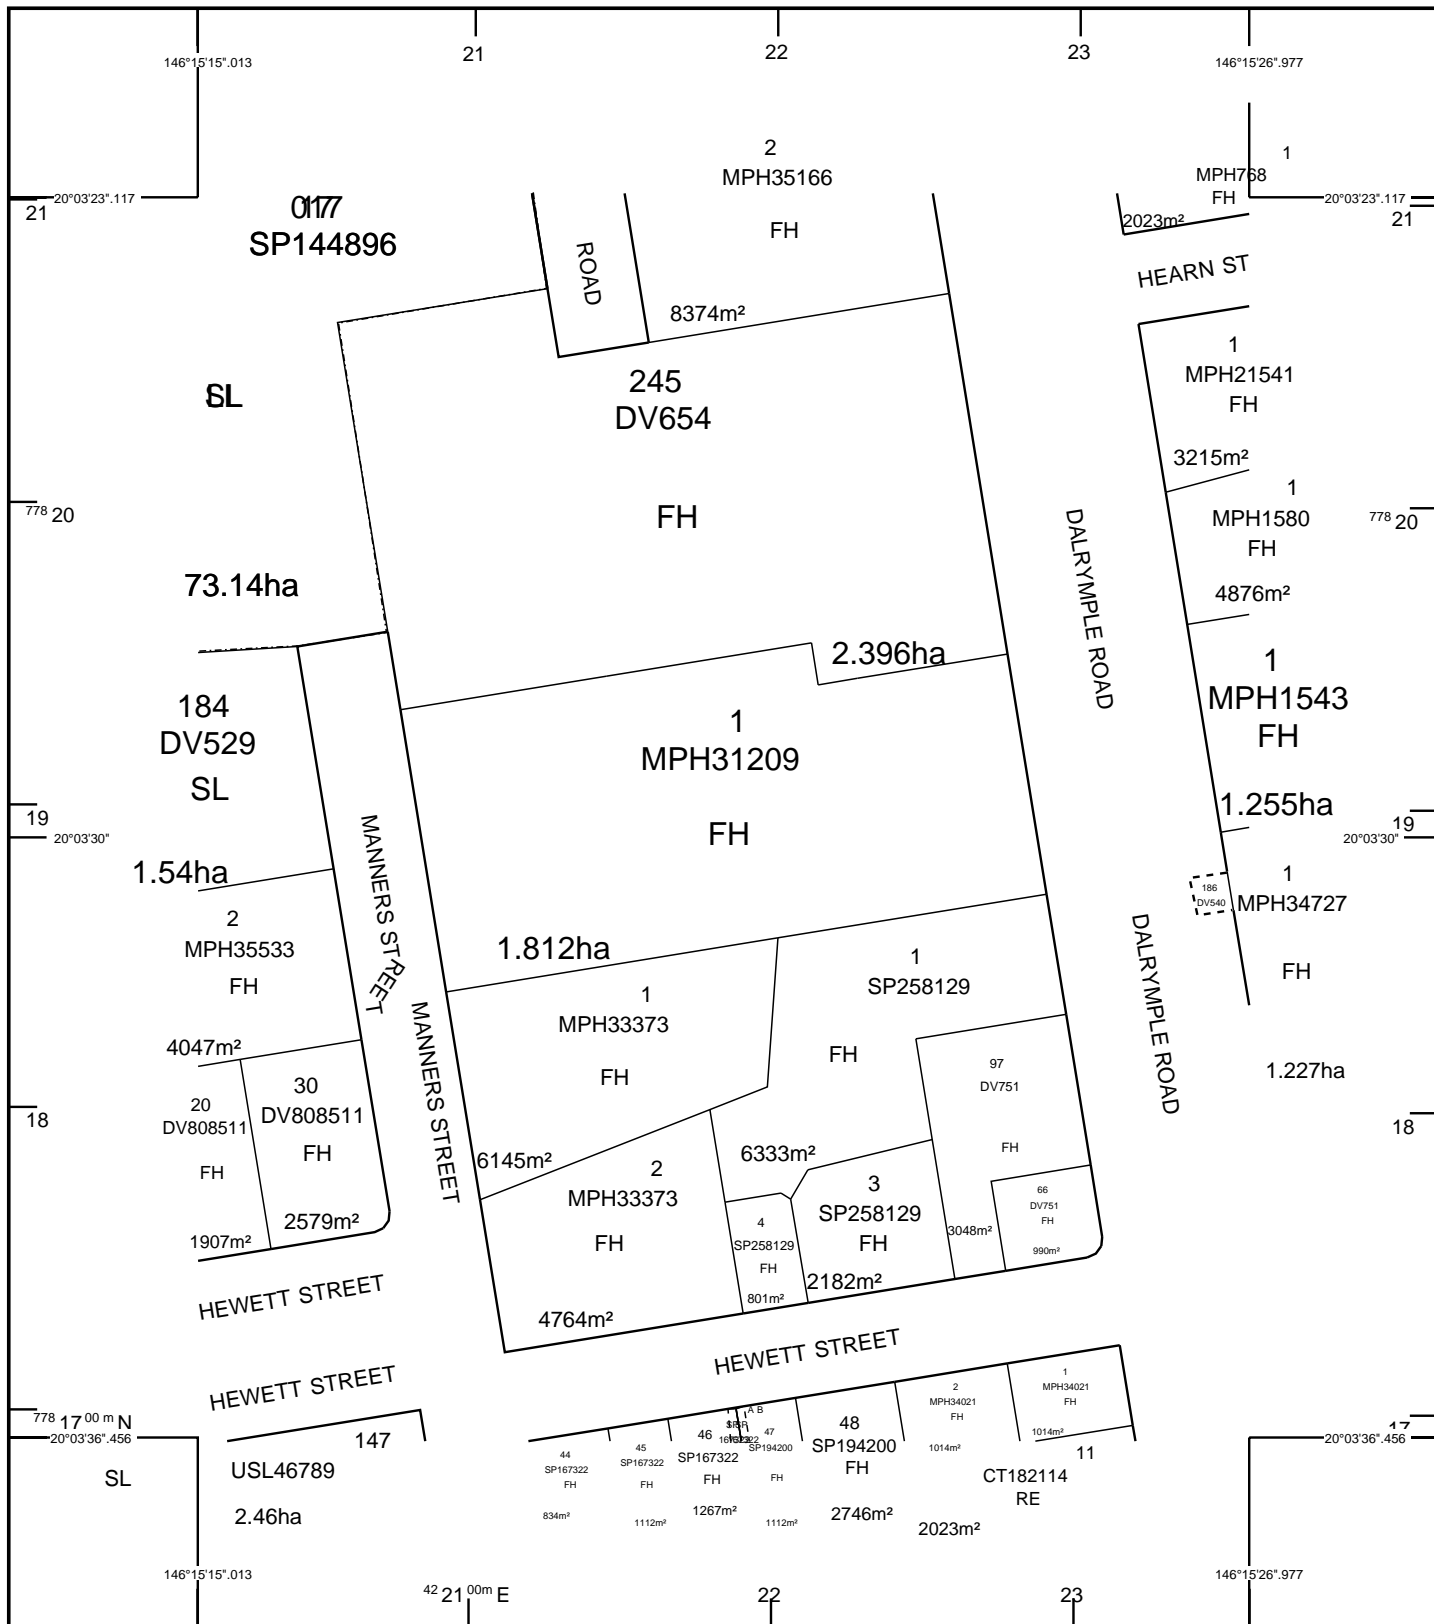 21
22
23
146°15'15".013
146°15'26".977
2
MPH35166
FH
8374m²
1
MPH768
FH
2023m²
20°03'23".117
20°03'23".117
21
21
SP144896
SL
73.14ha
ROAD
HEARN ST
245
DV654
FH
2.396ha
1
MPH21541
FH
3215m²
778 20
778 20
1
MPH1580
FH
4876m²
DALRYMPLE ROAD
1
MPH1543
FH
1.255ha
184
DV529
SL
1.54ha
1
MPH31209
FH
1.812ha
19
19
20°03'30"
20°03'30"
MANNERS STREET
186
DV540
1
MPH34727
FH
1.227ha
2
MPH35533
FH
4047m²
DALRYMPLE ROAD
1
SP258129
FH
6333m²
1
MPH33373
FH
6145m²
MANNERS STREET
97
DV751
FH
3048m²
18
18
20
DV808511
FH
1907m²
30
DV808511
FH
2579m²
2
MPH33373
FH
4764m²
4
SP258129
FH
801m²
3
SP258129
FH
2182m²
66
DV751
FH
990m²
HEWETT STREET
HEWETT STREET
HEWETT STREET
778 17 00 m N
17
20°03'36".456
20°03'36".456
SL
147
USL46789
2.46ha
44
SP167322
FH
834m²
45
SP167322
FH
1112m²
46
SP167322
FH
1267m²
A B
47
SP194200
FH
1112m²
48
SP194200
FH
2746m²
2
MPH34021
FH
1014m²
1
MPH34021
FH
1014m²
11
CT182114
RE
2023m²
146°15'15".013
146°15'26".977
42 21 00m E
22
23